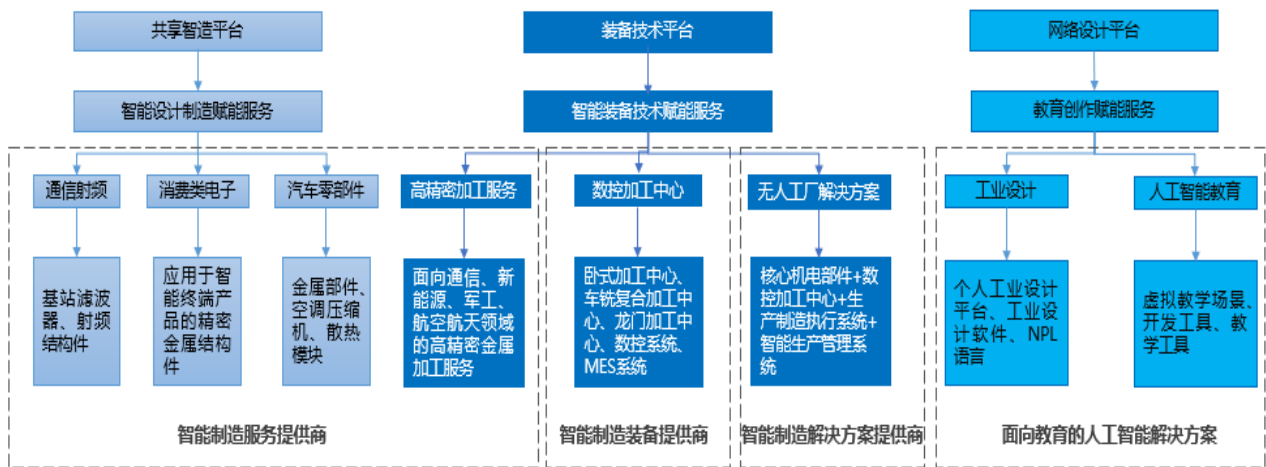 共享智造平台
装备技术平台
网络设计平台
智能设计制造赋能服务
智能装备技术赋能服务
教育创作赋能服务
通信射频
消费类电子
汽车零部件
高精密加工服务
数控加工中心
无人工厂解决方案
工业设计
人工智能教育
基站滤波
器、射频
结构件
应用于智
能终端产
品的精密
金属结构
件
金属部件、
空调压缩
机、散热
模块
面向通信、新
能源、军工、
航空航天领域
的高精密金属
加工服务
卧式加工中心、
车铣复合加工中
心、龙门加工中
心、数控系统、
MES系统
核心机电部件+数
控加工中心+生
产制造执行系统+
智能生产管理系
统
个人工业设计
平台、工业设
计软件、NPL
语言
虚拟教学场景、
开发工具、教
学工具
智能制造服务提供商
智能制造装备提供商
智能制造解决方案提供商
面向教育的人工智能解决方案